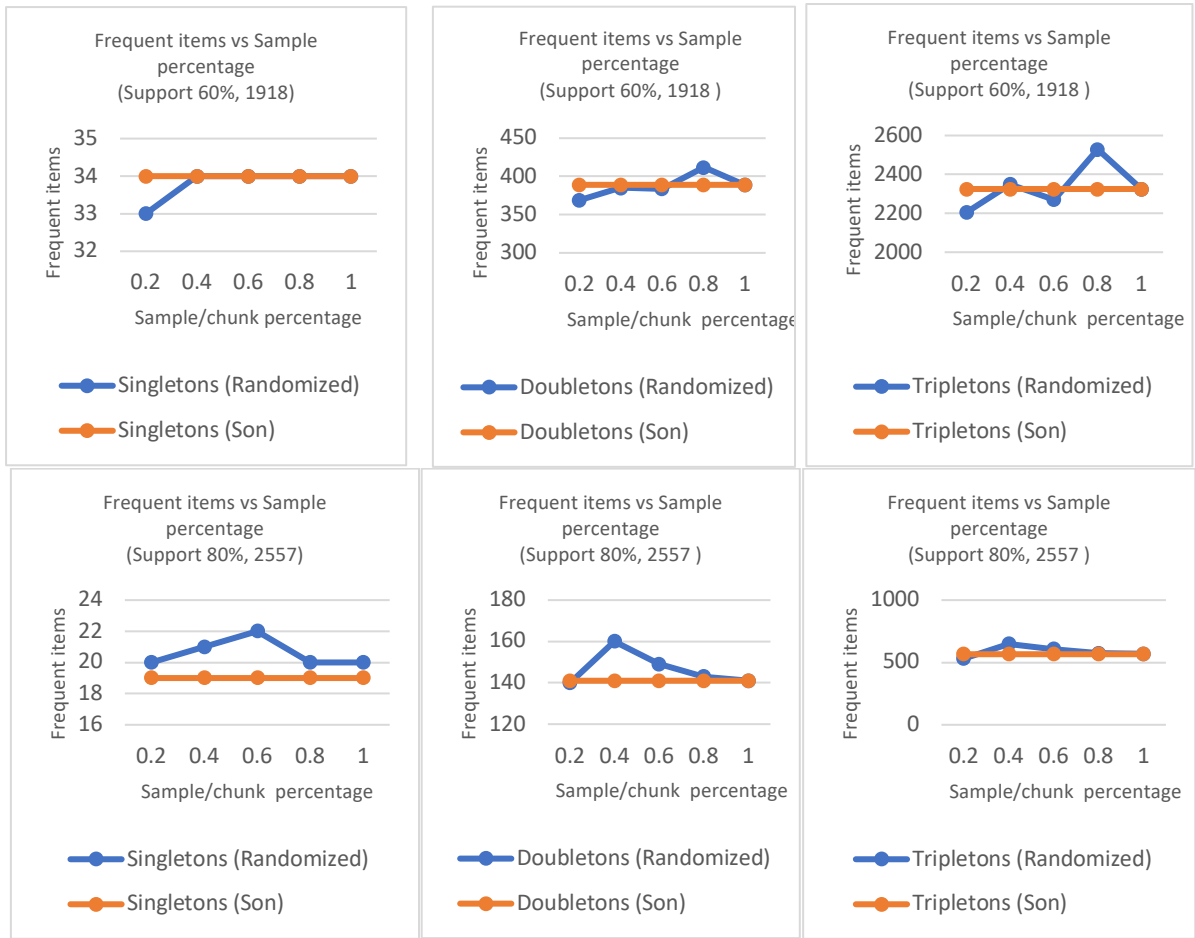 Frequent items vs Sample
percentage
(Support 60%, 1918)
Frequent items
35
34
33
32
0.2 0.4 0.6 0.8 1
Sample/chunk percentage
Singletons (Randomized)
Singletons (Son)
Frequent items vs Sample
percentage
(Support 60%, 1918 )
Frequent items
450
400
350
300
0.2 0.4 0.6 0.8 1
Sample/chunk percentage
Doubletons (Randomized)
Doubletons (Son)
Frequent items vs Sample
percentage
(Support 60%, 1918 )
Frequent items
2600
2400
2200
2000
0.2 0.4 0.6 0.8 1
Sample/chunk percentage
Tripletons (Randomized)
Tripletons (Son)
Frequent items vs Sample
percentage
(Support 80%, 2557)
Frequent items
24
22
20
18
16
0.2 0.4 0.6 0.8 1
Sample/chunk percentage
Singletons (Randomized)
Singletons (Son)
Frequent items vs Sample
percentage
(Support 80%, 2557 )
Frequent items
180
160
140
120
0.2 0.4 0.6 0.8 1
Sample/chunk percentage
Doubletons (Randomized)
Doubletons (Son)
Frequent items vs Sample
percentage
(Support 80%, 2557 )
Frequent items
1000
500
0
0.2 0.4 0.6 0.8 1
Sample/chunk percentage
Tripletons (Randomized)
Tripletons (Son)